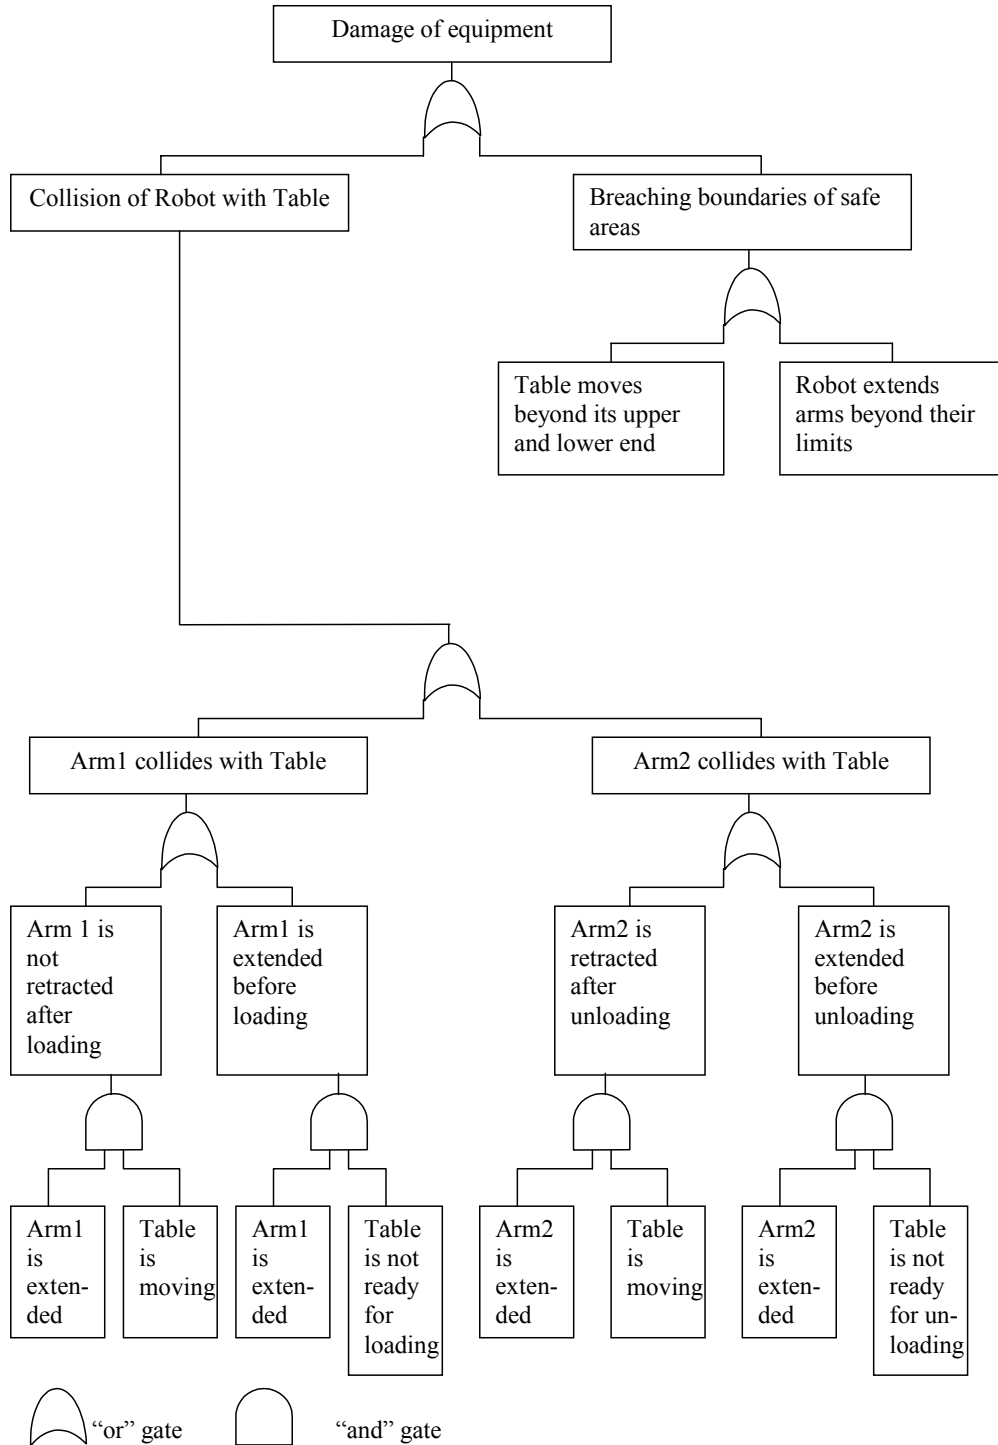 Damage of equipment
Collision of Robot with Table
Breaching boundaries of safe
areas
Table moves
beyond its upper
and lower end
Robot extends
arms beyond their
limits
Arm1 collides with Table
Arm2 collides with Table
Arm 1 is
not
retracted
after
loading
Arm1 is
extended
before
loading
Arm2 is
retracted
after
unloading
Arm2 is
extended
before
unloading
Arm1
is
exten-
ded
Table
is
moving
Arm1
is
exten-
ded
Table
is not
ready
for
loading
Arm2
is
exten-
ded
Table
is
moving
Arm2
is
exten-
ded
Table
is not
ready
for un-
loading
“or” gate
“and” gate